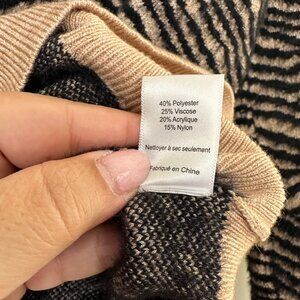 40% Polyester
25% Viscose
20% Acrylique
15% Nylon
Nettoyer à sec seulement
Fabriqué en Chine